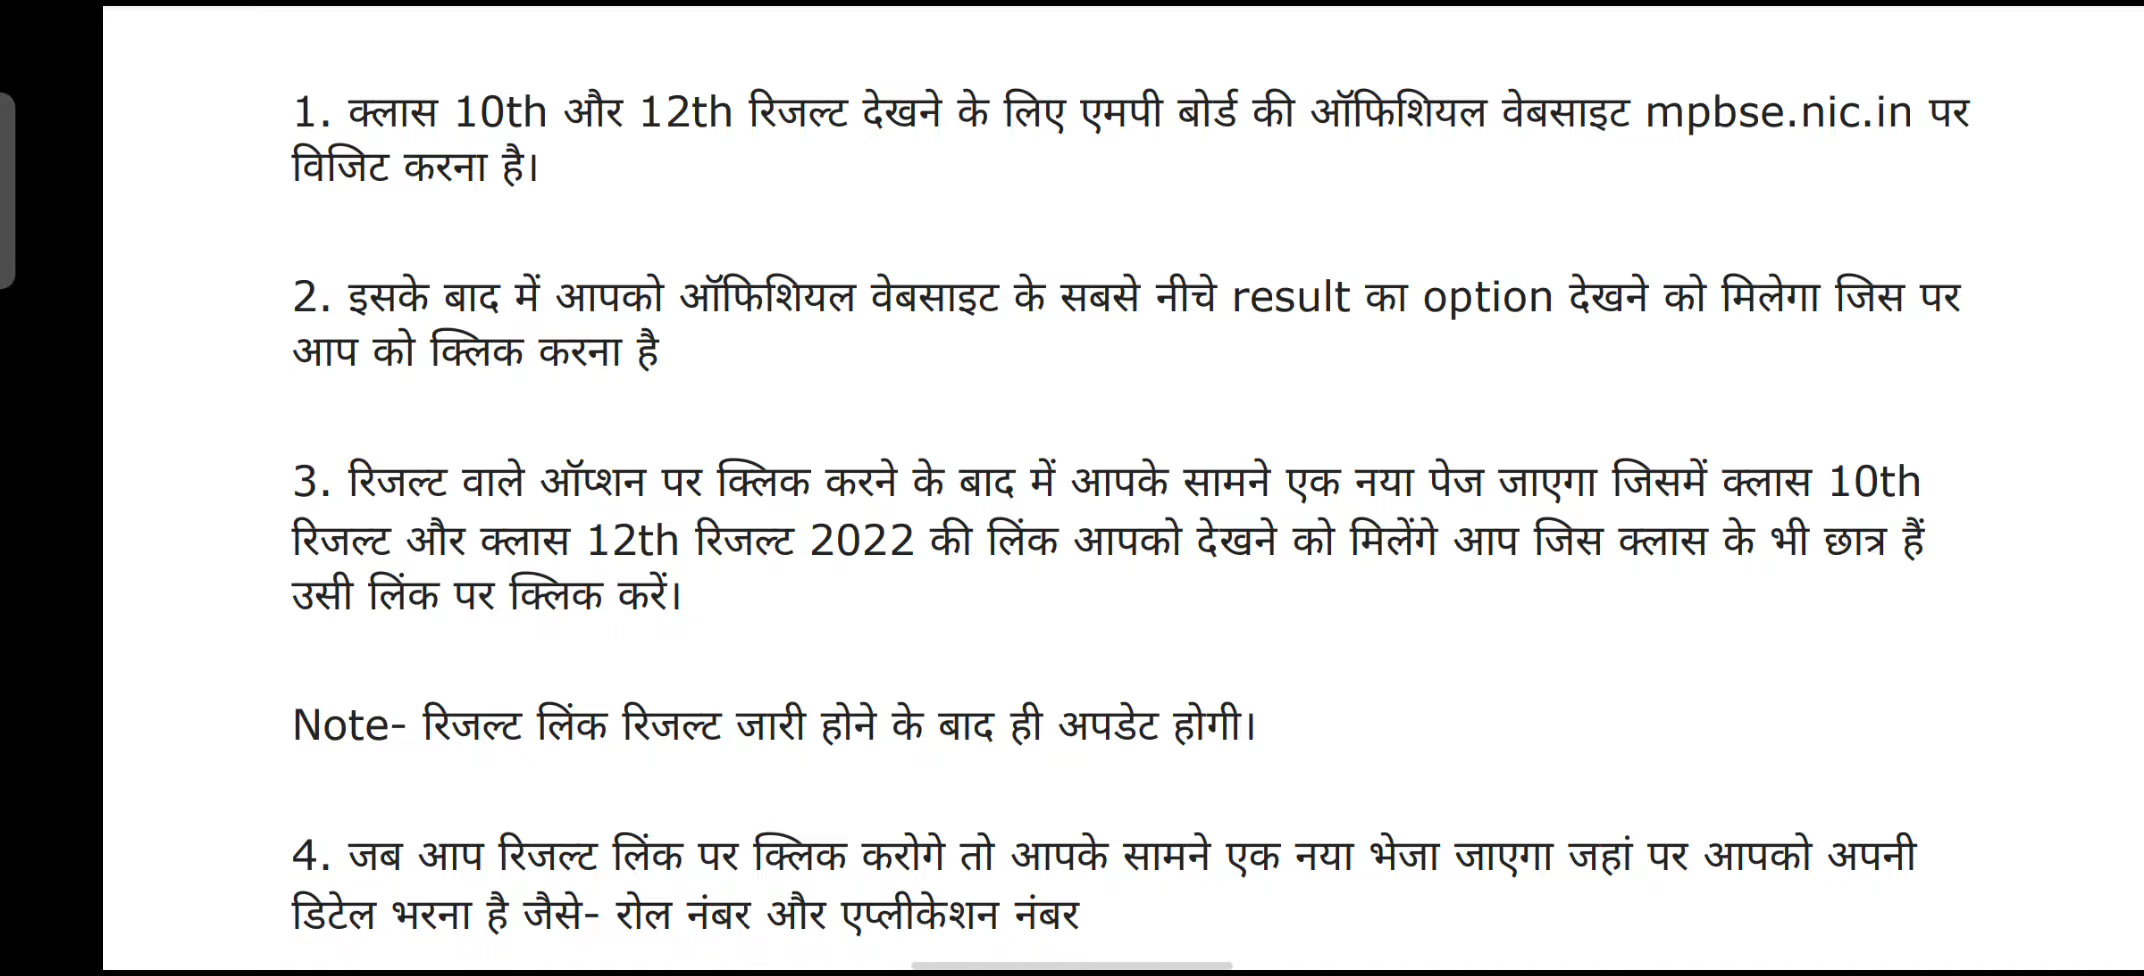 1. क्लास 10th और 12th रिजल्ट देखने के लिए एमपी बोर्ड की ऑफिशियल वेबसाइट mpbse.nic.in पर
विजिट करना है।
2. इसके बाद में आपको ऑफिशियल वेबसाइट के सबसे नीचे result का option देखने को मिलेगा जिस पर
आप को क्लिक करना है
3. रिजल्ट वाले ऑप्शन पर क्लिक करने के बाद में आपके सामने एक नया पेज जाएगा जिसमें क्लास 10th
रिजल्ट और क्लास 12th रिजल्ट 2022 की लिंक आपको देखने को मिलेंगे आप जिस क्लास के भी छात्र हैं
उसी लिंक पर क्लिक करें।
Note- रिजल्ट लिंक रिजल्ट जारी होने के बाद ही अपडेट होगी।
4. जब आप रिजल्ट लिंक पर क्लिक करोगे तो आपके सामने एक नया भेजा जाएगा जहां पर आपको अपनी
डिटेल भरना है जैसे- रोल नंबर और एप्लीकेशन नंबर